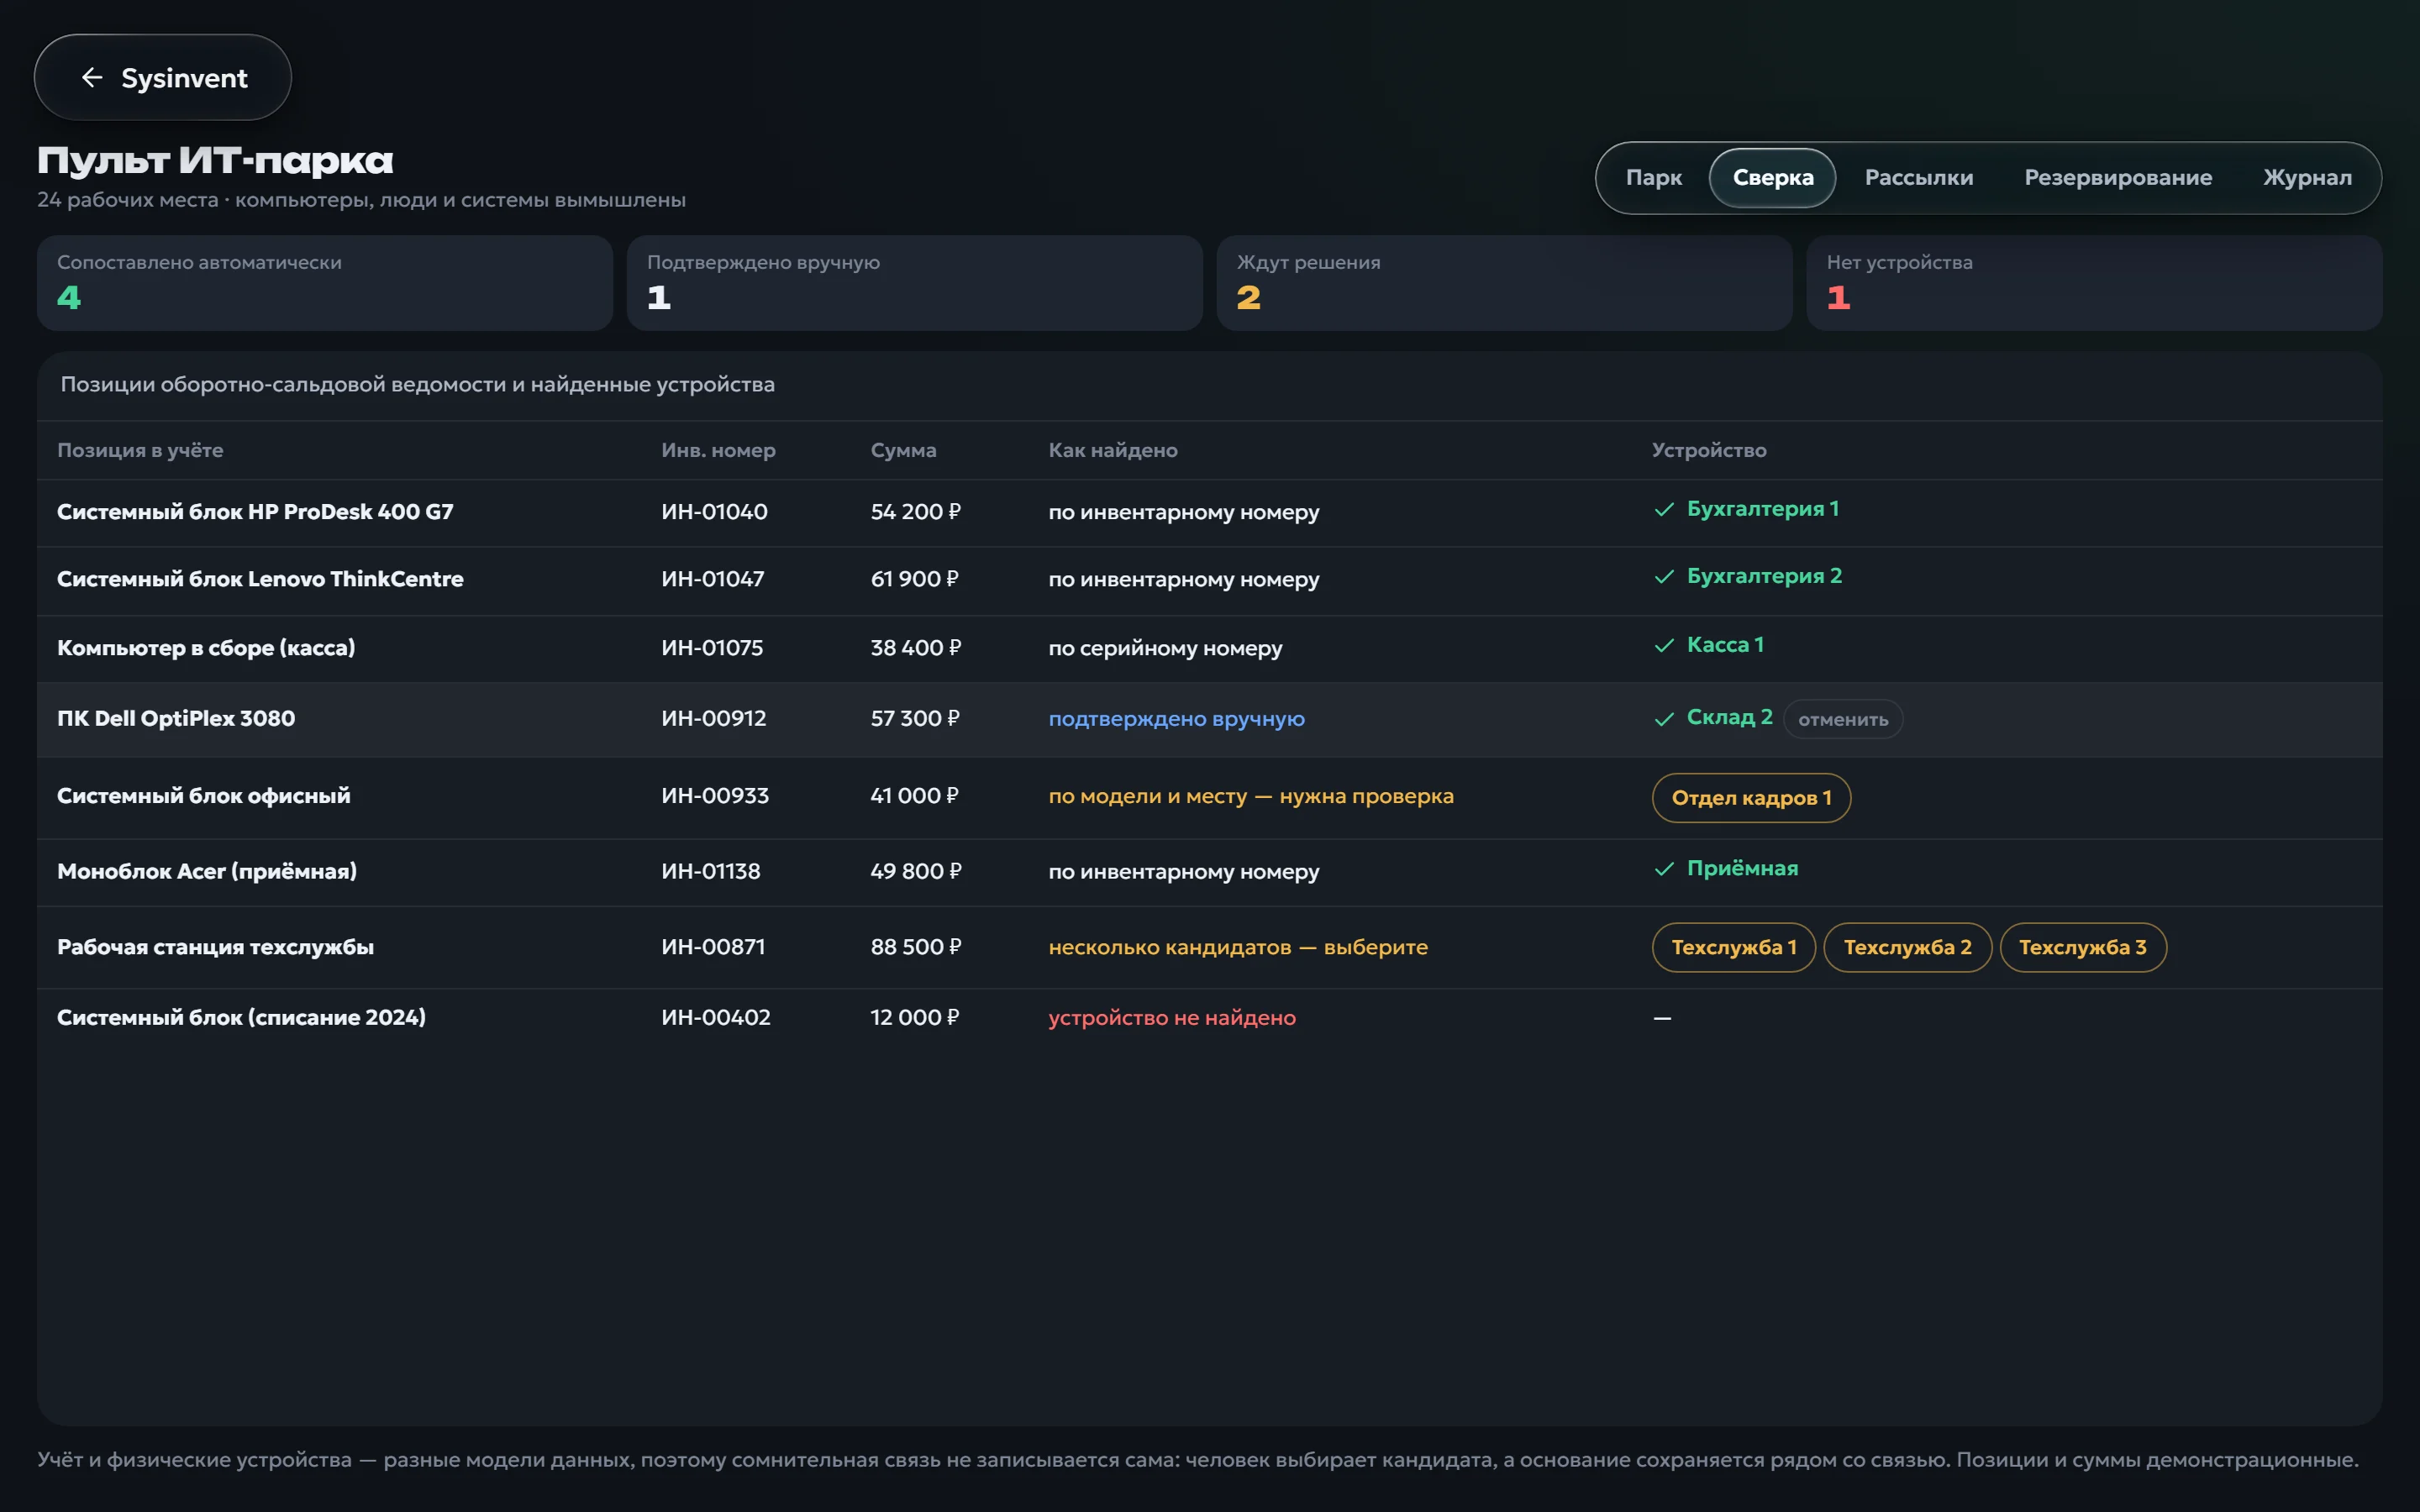 ← Sysinvent
Пульт ИТ-парка
24 рабочих места · компьютеры, люди и системы вымышлены
Парк Сверка Рассылки Резервирование Журнал
Сопоставлено автоматически
4
Подтверждено вручную
1
Ждут решения
2
Нет устройства
1
Позиции оборотно-сальдовой ведомости и найденные устройства
Позиция в учёте Инв. номер Сумма Как найдено Устройство
Системный блок HP ProDesk 400 G7 ИН-01040 54 200 ₽ по инвентарному номеру ✓ Бухгалтерия 1
Системный блок Lenovo ThinkCentre ИН-01047 61 900 ₽ по инвентарному номеру ✓ Бухгалтерия 2
Компьютер в сборе (касса) ИН-01075 38 400 ₽ по серийному номеру ✓ Касса 1
ПК Dell OptiPlex 3080 ИН-00912 57 300 ₽ подтверждено вручную ✓ Склад 2 отменить
Системный блок офисный ИН-00933 41 000 ₽ по модели и месту — нужна проверка Отдел кадров 1
Моноблок Acer (приёмная) ИН-01138 49 800 ₽ по инвентарному номеру ✓ Приёмная
Рабочая станция техслужбы ИН-00871 88 500 ₽ несколько кандидатов — выберите Техслужба 1 Техслужба 2 Техслужба 3
Системный блок (списание 2024) ИН-00402 12 000 ₽ устройство не найдено —
Учёт и физические устройства — разные модели данных, поэтому сомнительная связь не записывается сама: человек выбирает кандидата, а основание сохраняется рядом со связью. Позиции и суммы демонстрационные.